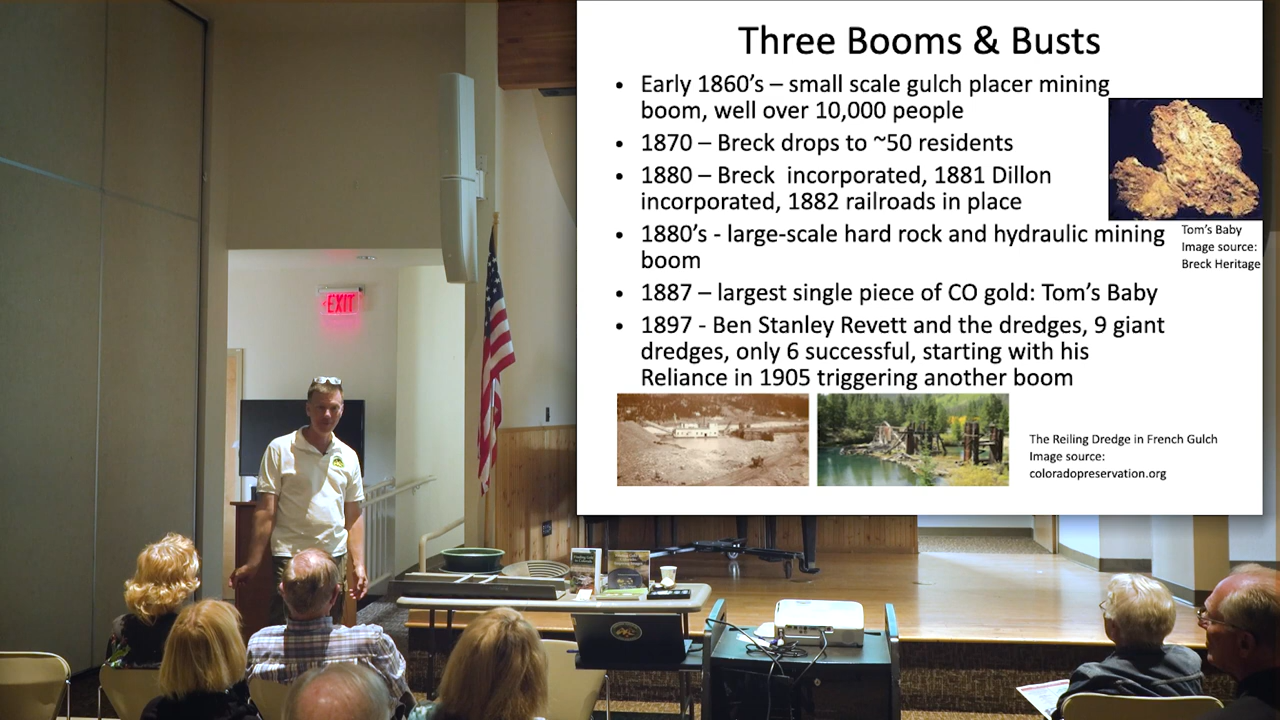 Three Booms & Busts
• Early 1860's – small scale gulch placer mining
boom, well over 10,000 people
• 1870 – Breck drops to ~50 residents
• 1880 – Breck incorporated, 1881 Dillon
incorporated, 1882 railroads in place
• 1880's - large-scale hard rock and hydraulic mining
boom
• 1887 – largest single piece of CO gold: Tom's Baby
• 1897 - Ben Stanley Revett and the dredges, 9 giant
dredges, only 6 successful, starting with his
Reliance in 1905 triggering another boom
Tom's Baby
Image source:
Breck Heritage
The Reiling Dredge in French Gulch
Image source:
coloradopreservation.org
EXIT